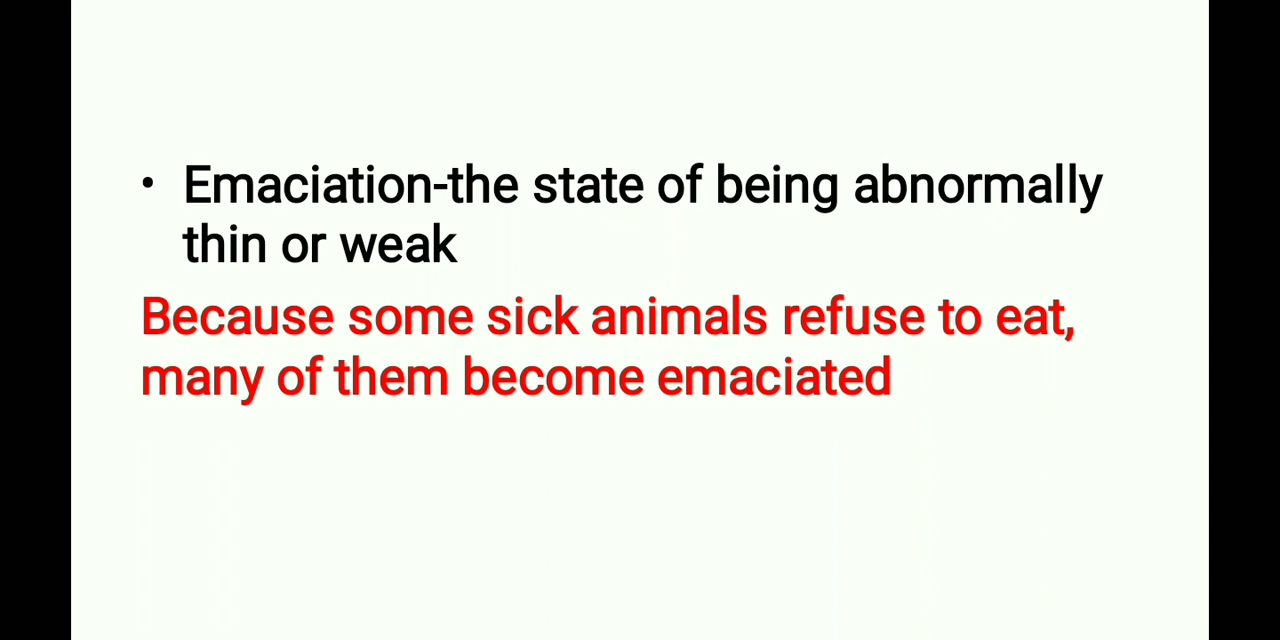 • Emaciation-the state of being abnormally
thin or weak
Because some sick animals refuse to eat,
many of them become emaciated